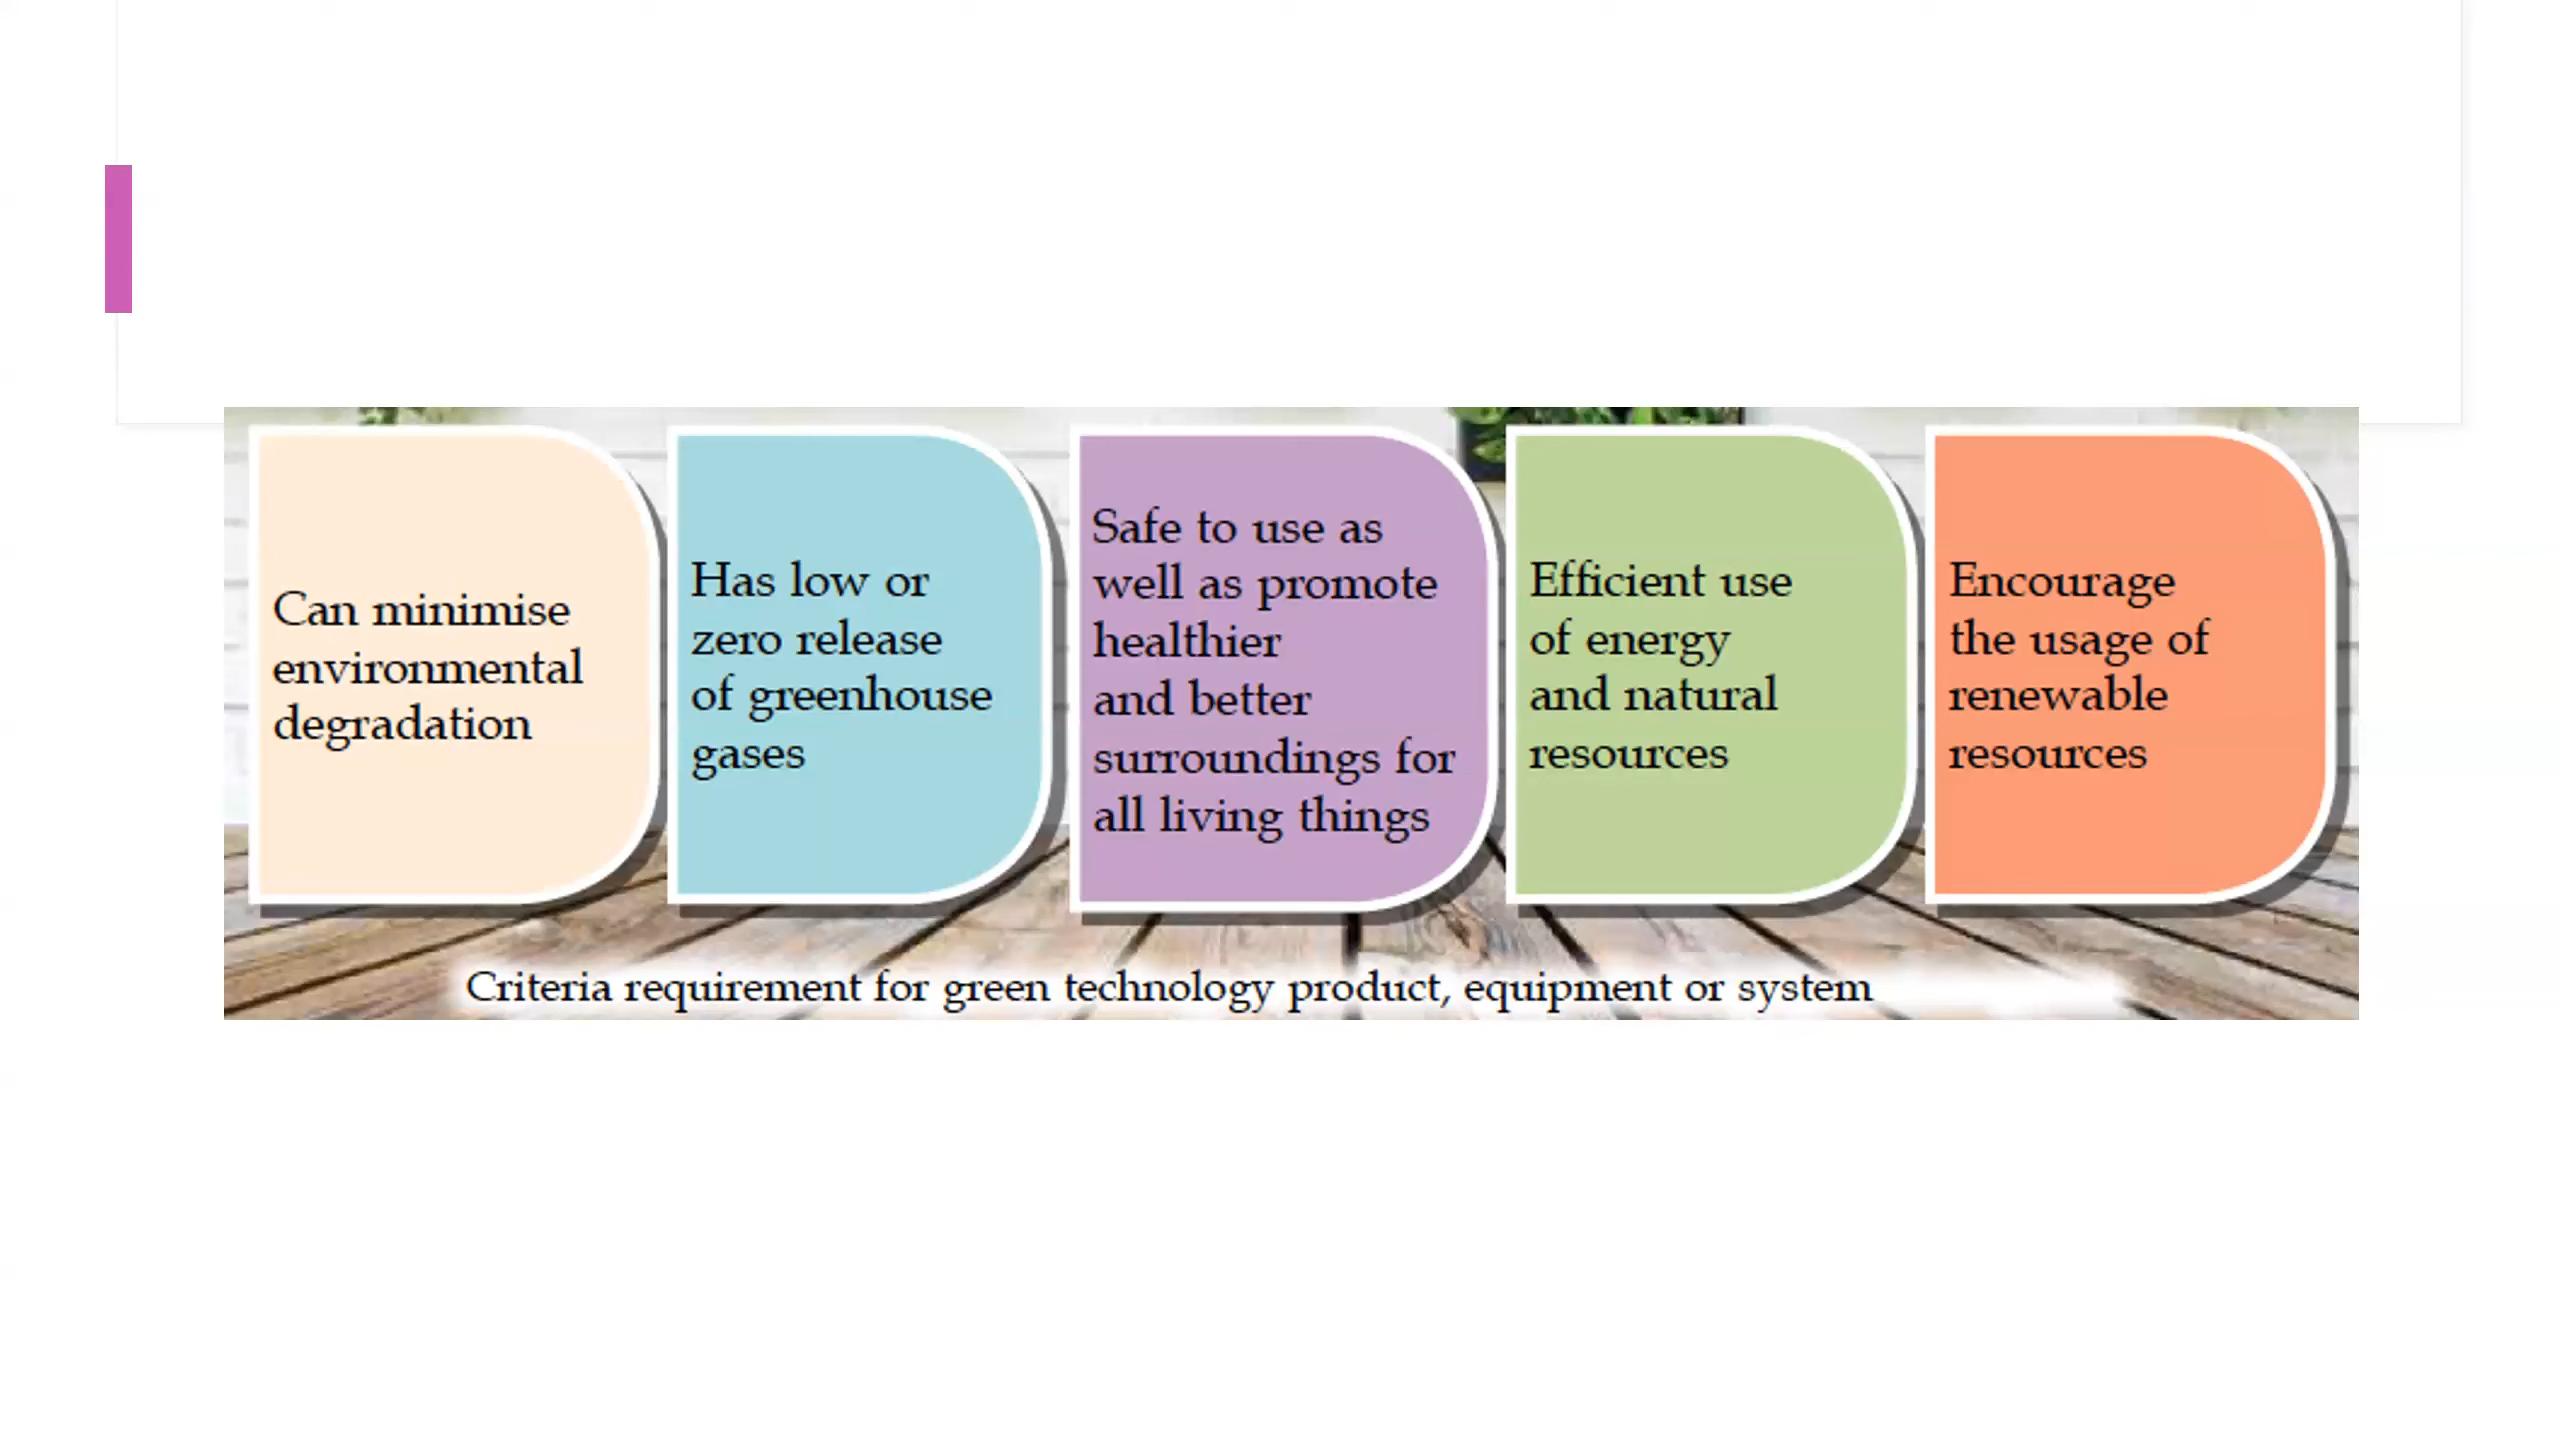 Can minimise
environmental
degradation
Has low or
zero release
of greenhouse
gases
Safe to use as
well as promote
healthier
and better
surroundings for
all living things
Efficient use
of energy
and natural
resources
Encourage
the usage of
renewable
resources
Criteria requirement for green technology product, equipment or system